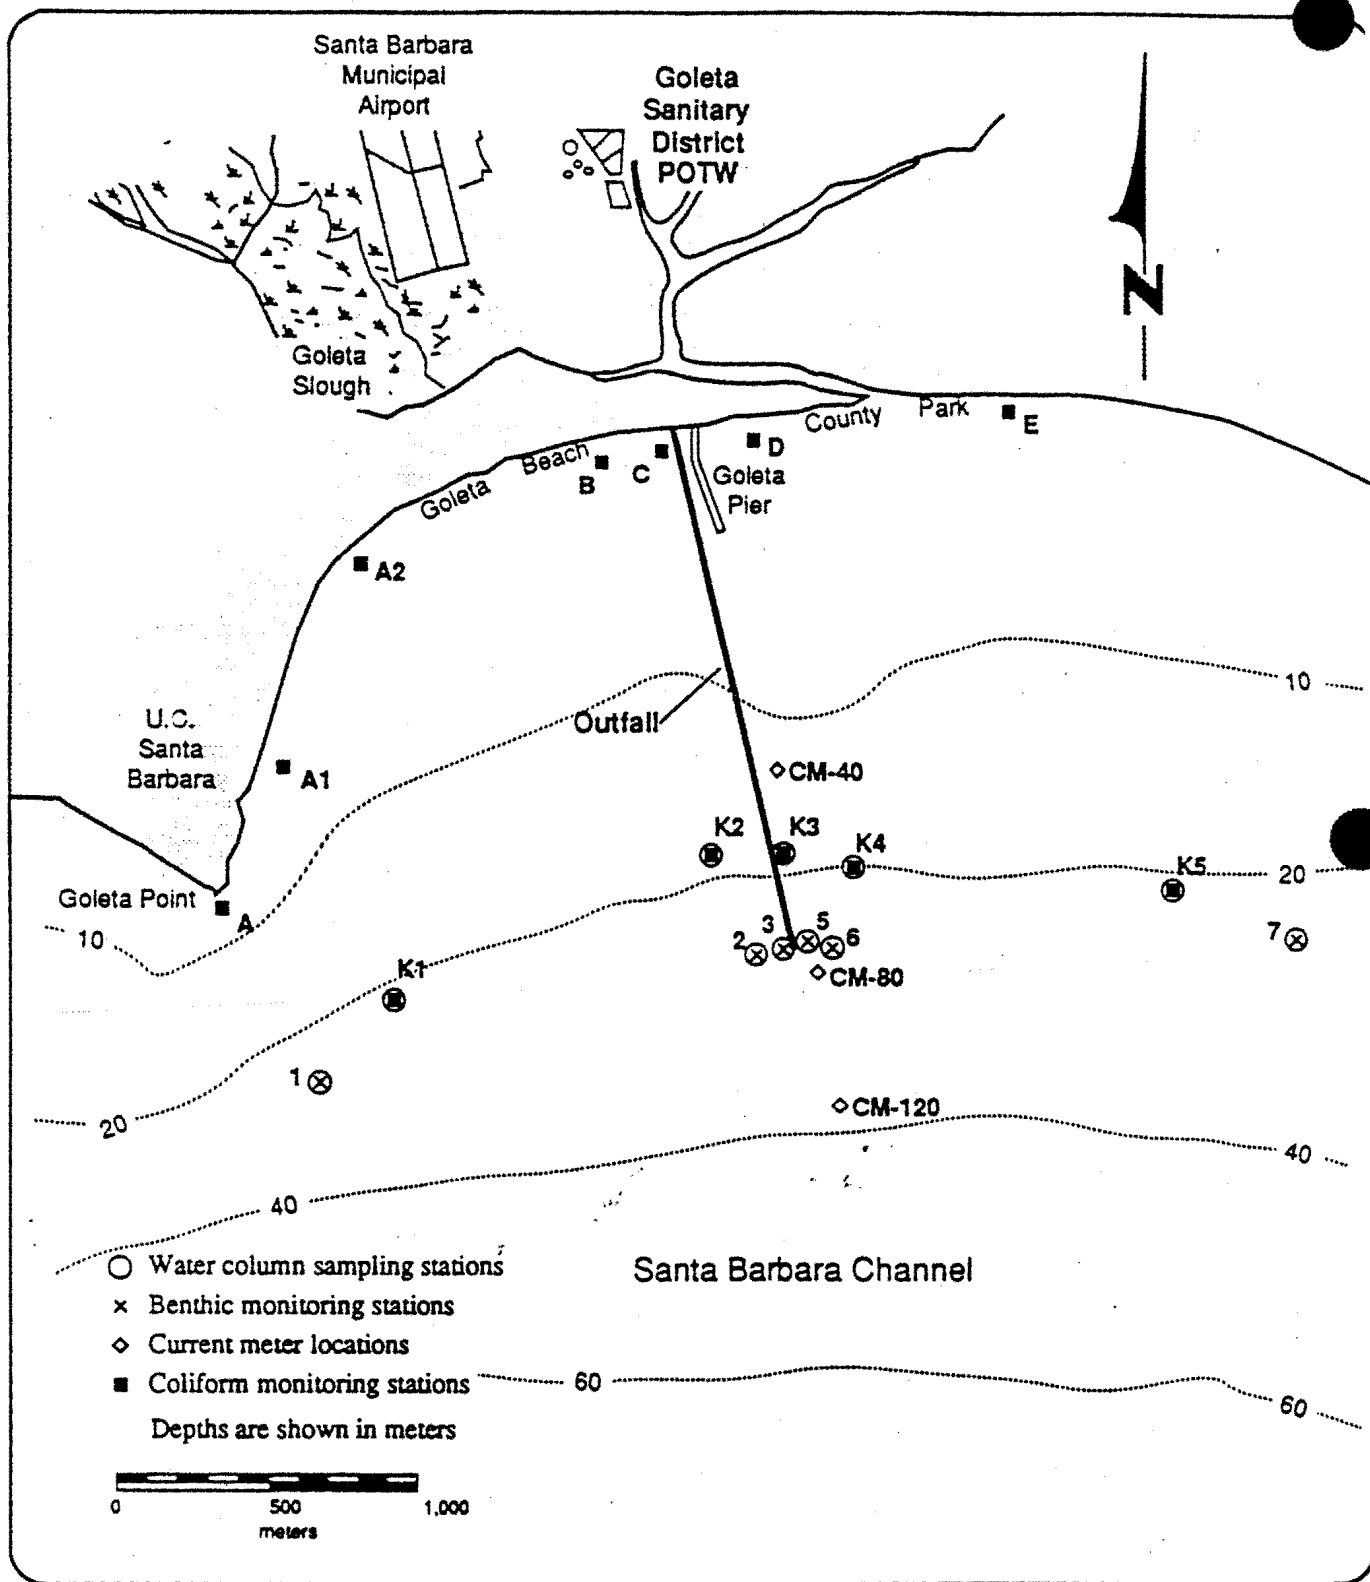 Santa Barbara
Municipal
Airport
Goleta
Sanitary
District
POTW
N
Goleta
Slough
Goleta Beach County Park
B
C
D
E
Goleta
Pier
A2
10
U.C.
Santa
Barbara
A1
Outfall
CM-40
K2
K3
K4
K5
20
Goleta Point
A
10
2
3
5
6
7
K1
CM-80
1
20
CM-120
40
40
Water column sampling stations
Benthic monitoring stations
Current meter locations
Coliform monitoring stations
Depths are shown in meters
Santa Barbara Channel
60
60
0 500 1,000
meters